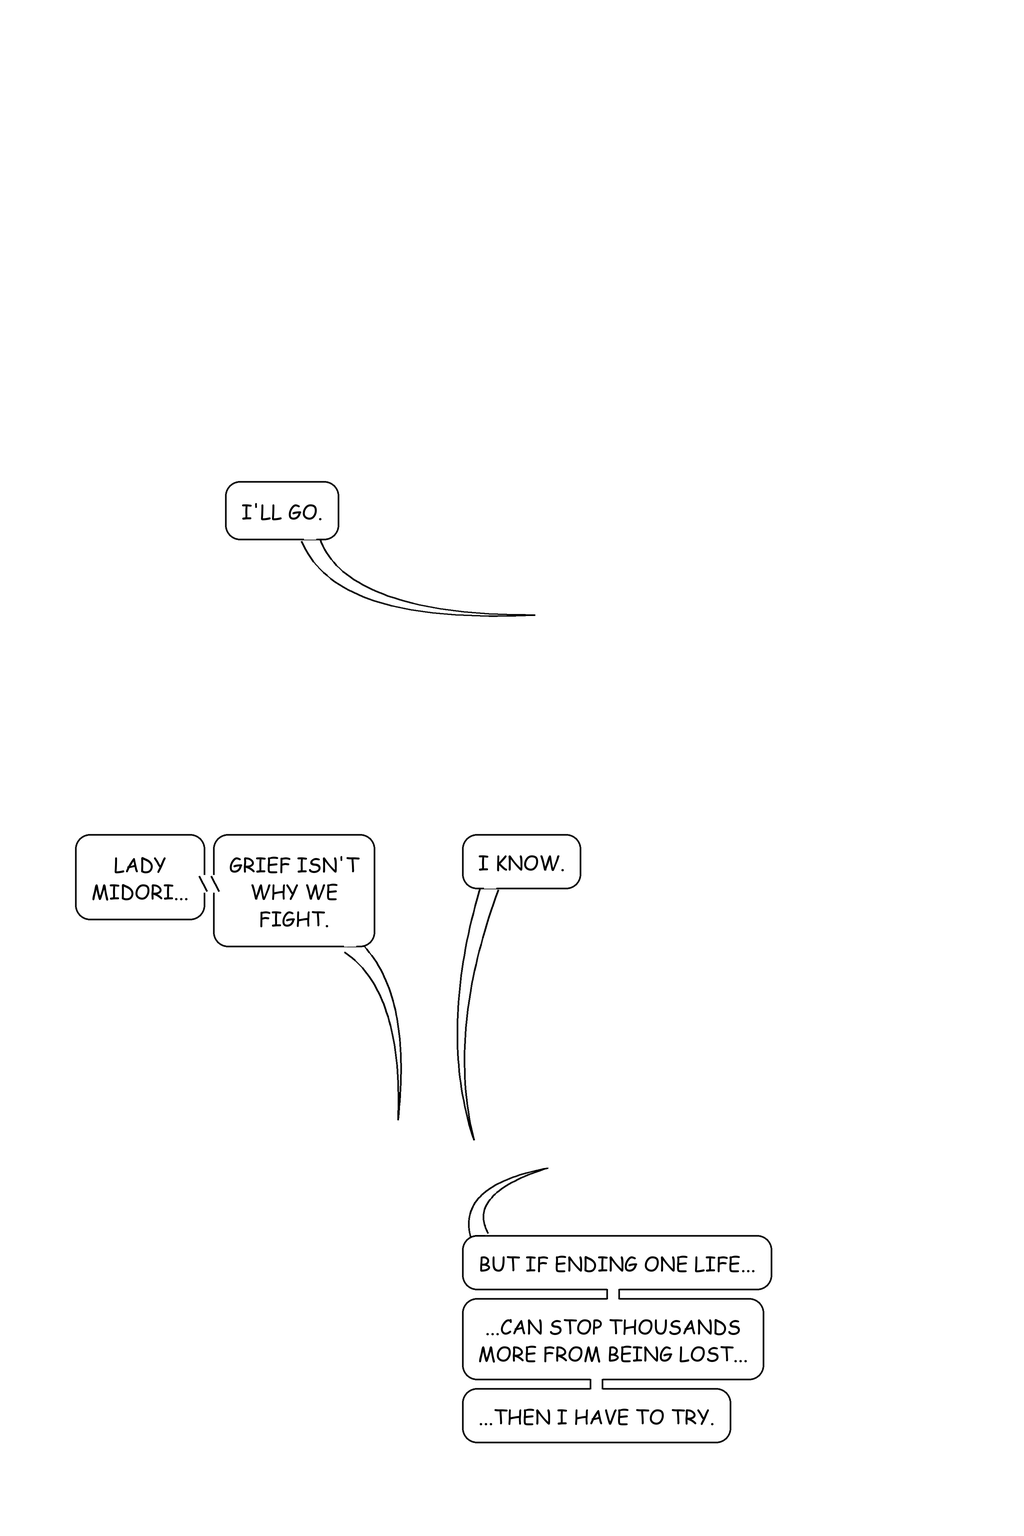 I'LL GO.
LADY
MIDORI...
GRIEF ISN'T
WHY WE
FIGHT.
I KNOW.
BUT IF ENDING ONE LIFE...
...CAN STOP THOUSANDS
MORE FROM BEING LOST...
...THEN I HAVE TO TRY.